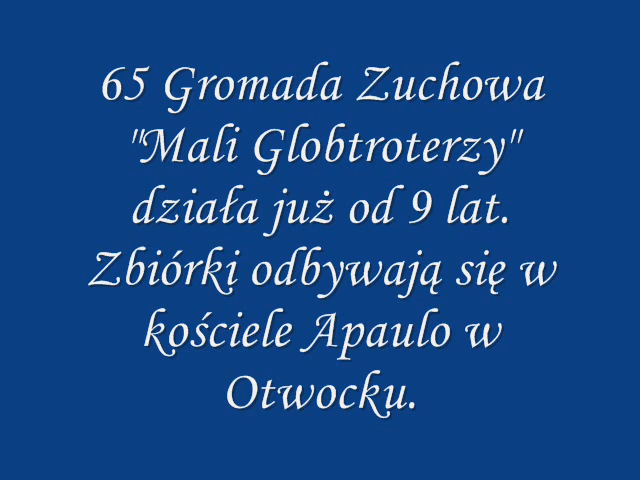 65 Gromada Zuchowa
"Mali Globtroterzy"
działa już od 9 lat.
Zbiórki odbywają się w
kościele Apaulo w
Otwocku.